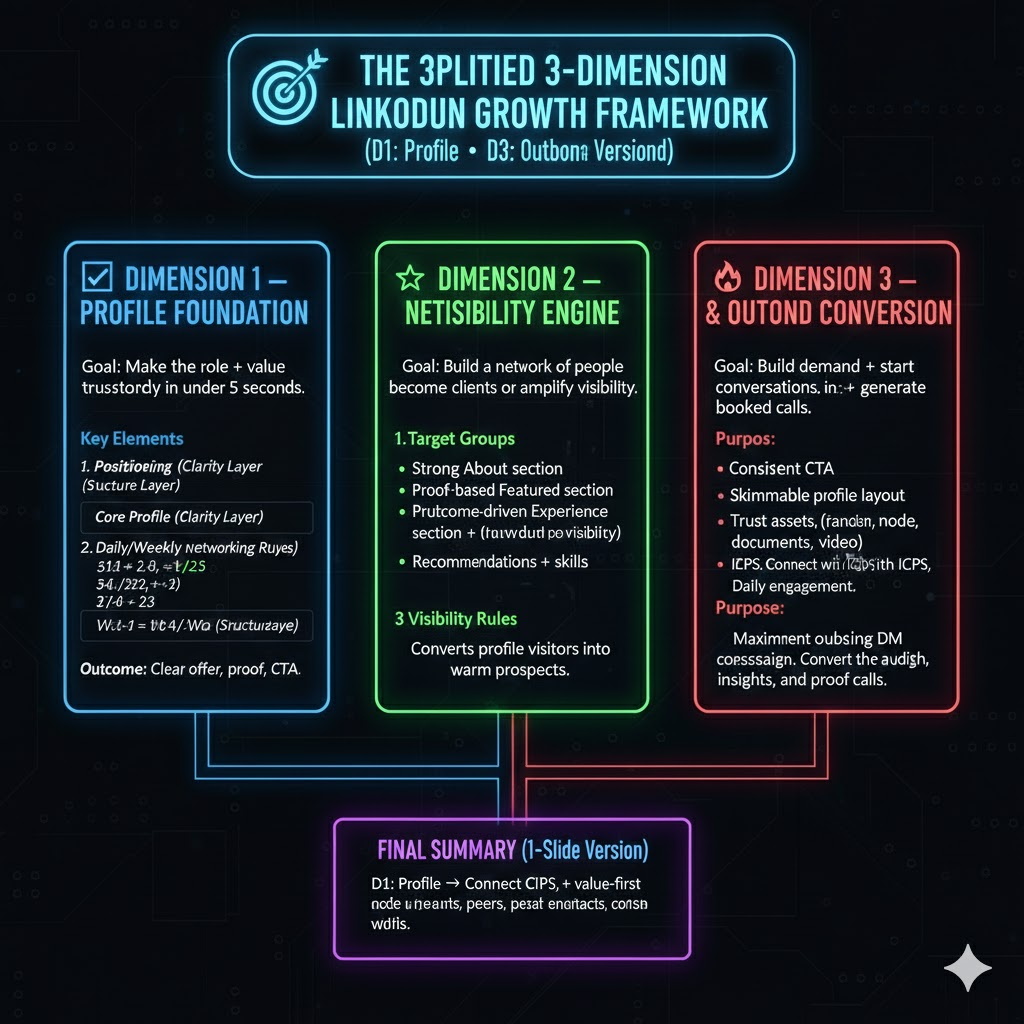 THE 3PLITIED 3-DIMENSION
LINKODUN GROWTH FRAMEWORK
(D1: Profile • D3: Outbona Versiond)
DIMENSION 1 –
PROFILE FOUNDATION
Goal: Make the role + value
trusstordy in under 5 seconds.
Key Elements
1. Positioeing (Clarity Layer
(Sucture Layer)
Core Profile (Clarity Layer)
2. Daily/Weekly Networking Ruyes)
2/-0 + 23
Outcome: Clear offer, proof, CTA.
DIMENSION 2 –
NETISIBILITY ENGINE
Goal: Build a network of people
become clients or amplify visibility.
1. Target Groups
• Strong About section
• Proof-based Featured section
• Prutcome-driven Experience
section +
• Recommendations + skills
3 Visibility Rules
Converts profile visitors into
warm prospects.
DIMENSION 3 –
& OUTOND CONVERSION
Goal: Build demand + start
conversations. + generate
booked calls.
Purpos:
• Consisent CTA
• Skimmable profile layout
• Trust assets, node,
documents, video)
• Connect ICPS,
Daily engagement.
Purpose:
Maximment oubsing DM
Convert the
insights, and proof calls.
FINAL SUMMARY (1-Slide Version)
D1: Profile → Connect CIPS, + value-first
node peers,